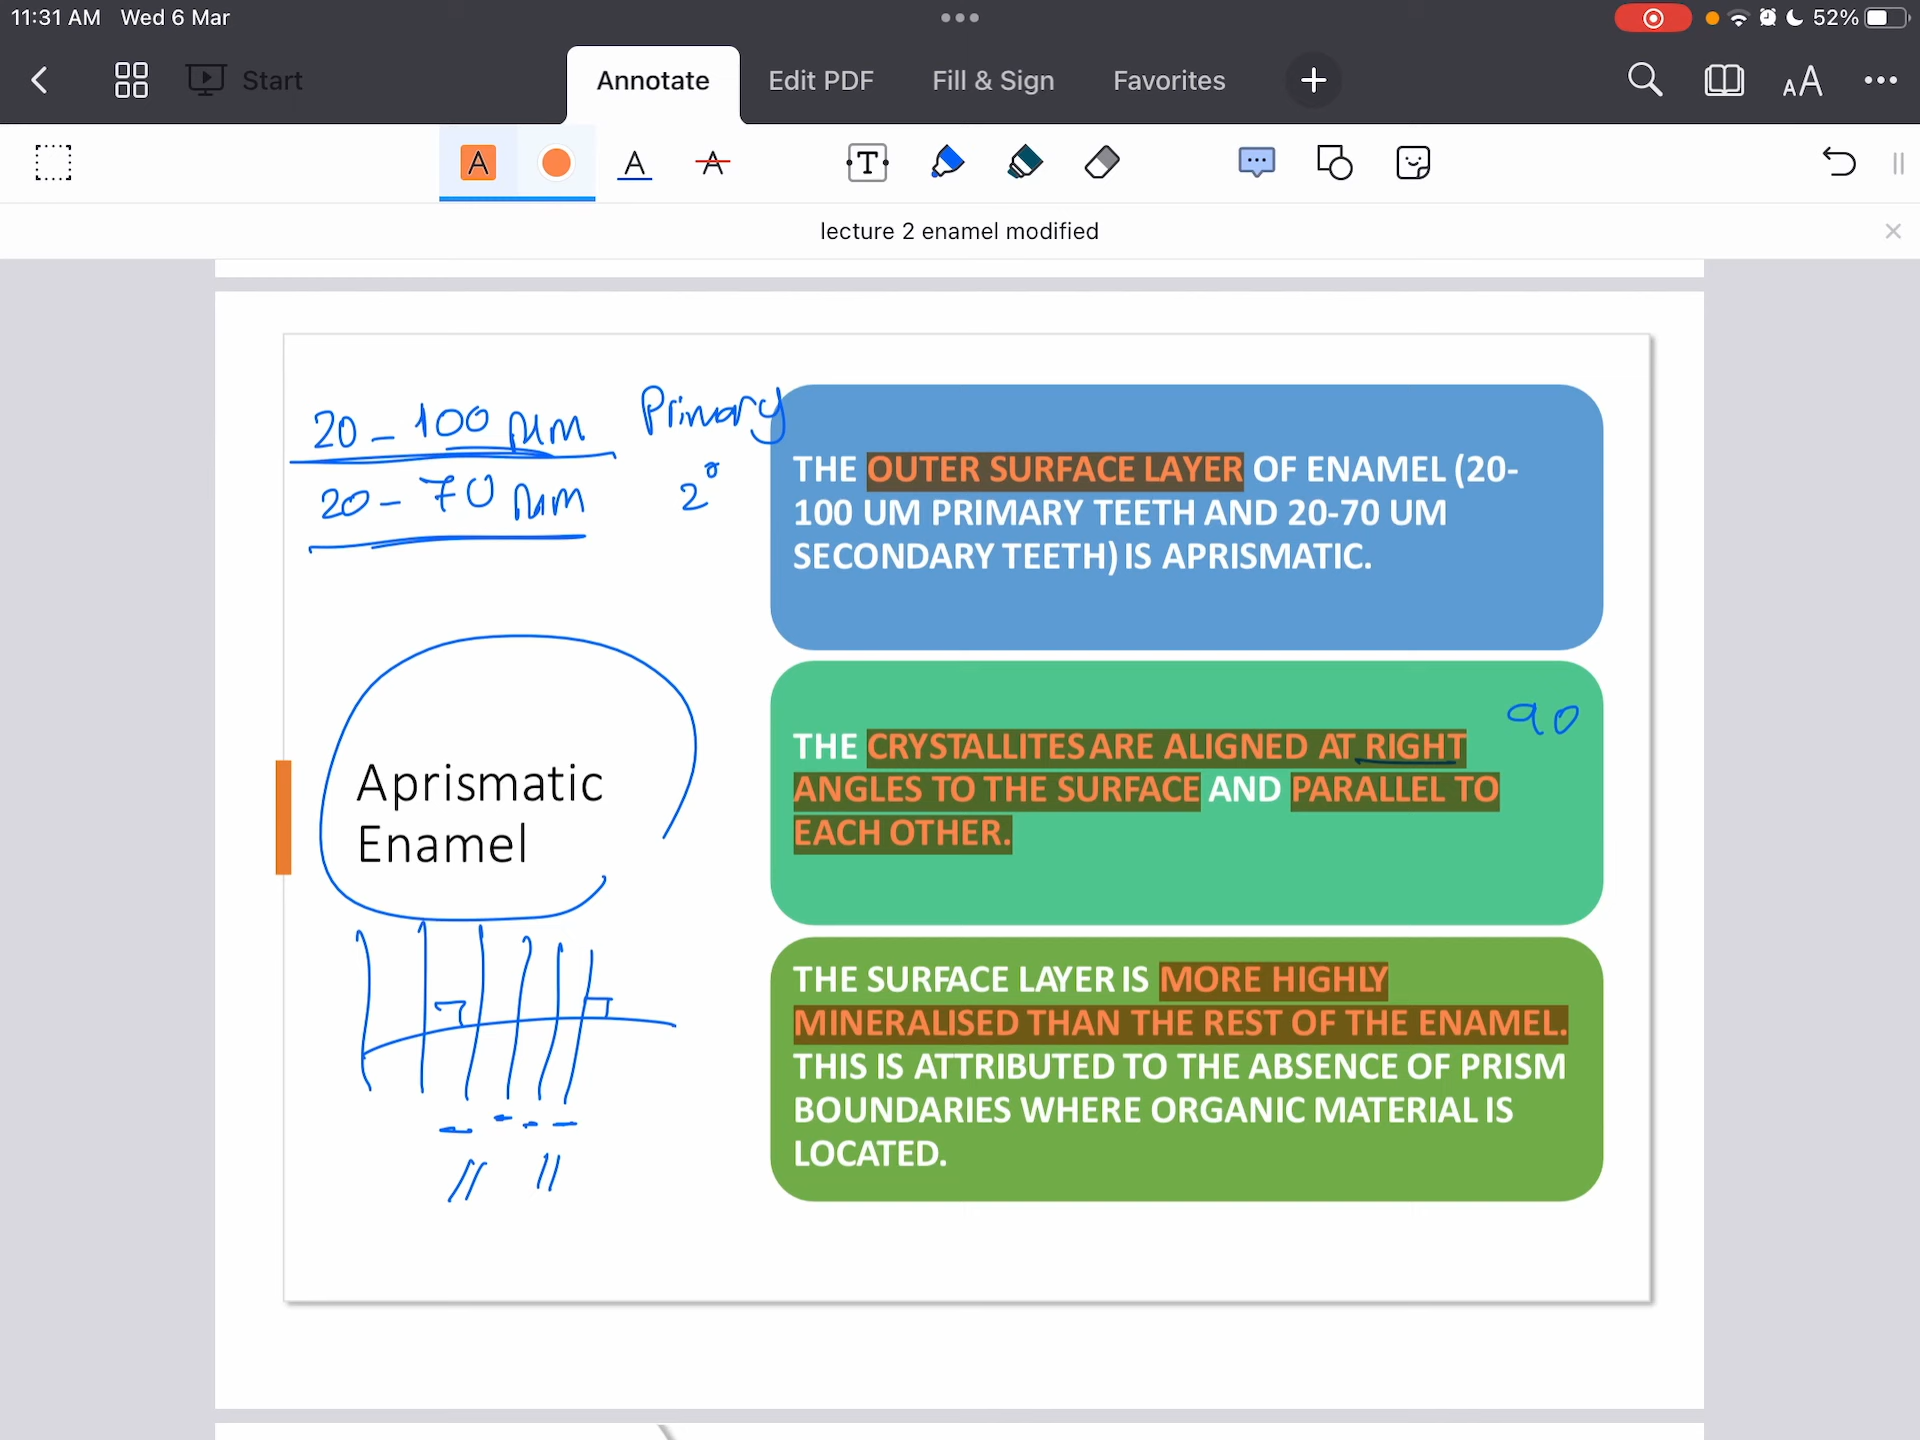 11:31 AM Wed 6 Mar
52%
Start
Annotate
Edit PDF
Fill & Sign
Favorites
lecture 2 enamel modified
20 - 100 μm Primary
20 - 70 μm 2°
THE OUTER SURFACE LAYER OF ENAMEL (20-
100 UM PRIMARY TEETH AND 20-70 UM
SECONDARY TEETH) IS APRISMATIC.
Aprismatic
Enamel
90
THE CRYSTALLITES ARE ALIGNED AT RIGHT
ANGLES TO THE SURFACE AND PARALLEL TO
EACH OTHER.
THE SURFACE LAYER IS MORE HIGHLY
MINERALISED THAN THE REST OF THE ENAMEL.
THIS IS ATTRIBUTED TO THE ABSENCE OF PRISM
BOUNDARIES WHERE ORGANIC MATERIAL IS
LOCATED.